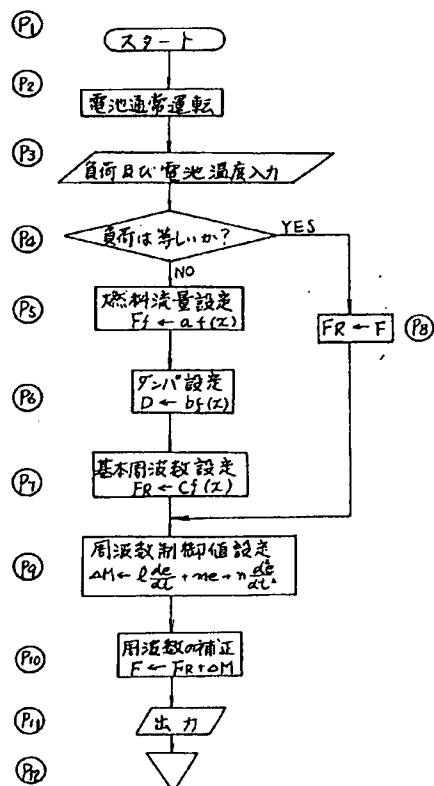 P1
スタート
P2
電池通常運転
P3
負荷及び電池温度入力
P4
負荷は等しいか?
YES
NO
P5
燃料流量設定
Ff ← af(x)
FR ← F
P8
P6
ダンパ設定
D ← bf(x)
P7
基本周波数設定
FR ← Cf(x)
P9
周波数制御値設定
ΔM ← l de/dt + me + n d²e/dt²
P10
周波数の補正
F ← FR + ΔM
P11
出力
P12